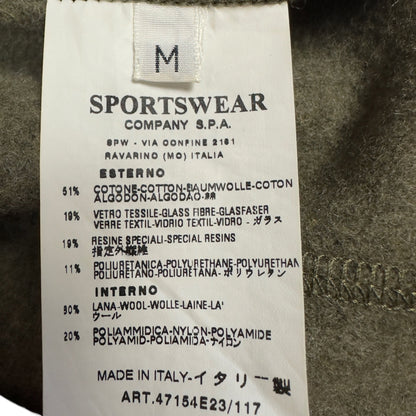 M
SPORTSWEAR
COMPANY S.P.A.
SPW - VIA CONFINE 2161
RAVARINO (MO) ITALIA
ESTERNO
51% COTONE-COTTON-BAUMWOLLE-COTON
ALGODON-ALGODAO-綿
19% VETRO TESSILE-GLASS FIBRE-GLASFASER
VERRE TEXTIL-VIDRIO TEXTIL-VIDRO - ガラス
19% RESINE SPECIALI-SPECIAL RESINS
指定外繊維
11% POLIURETANICA-POLYURETHANE-POLYURETHAN
POLIURETANO-POLIURETANA-ポリウレタン
INTERNO
80% LANA-WOOL-WOLLE-LAINE-LA'
ウール
20% POLIAMMIDICA-NYLON-POLYAMIDE
POLYAMID-POLIAMIDA-ナイロン
MADE IN ITALY-イタリー製
ART.47154E23/117